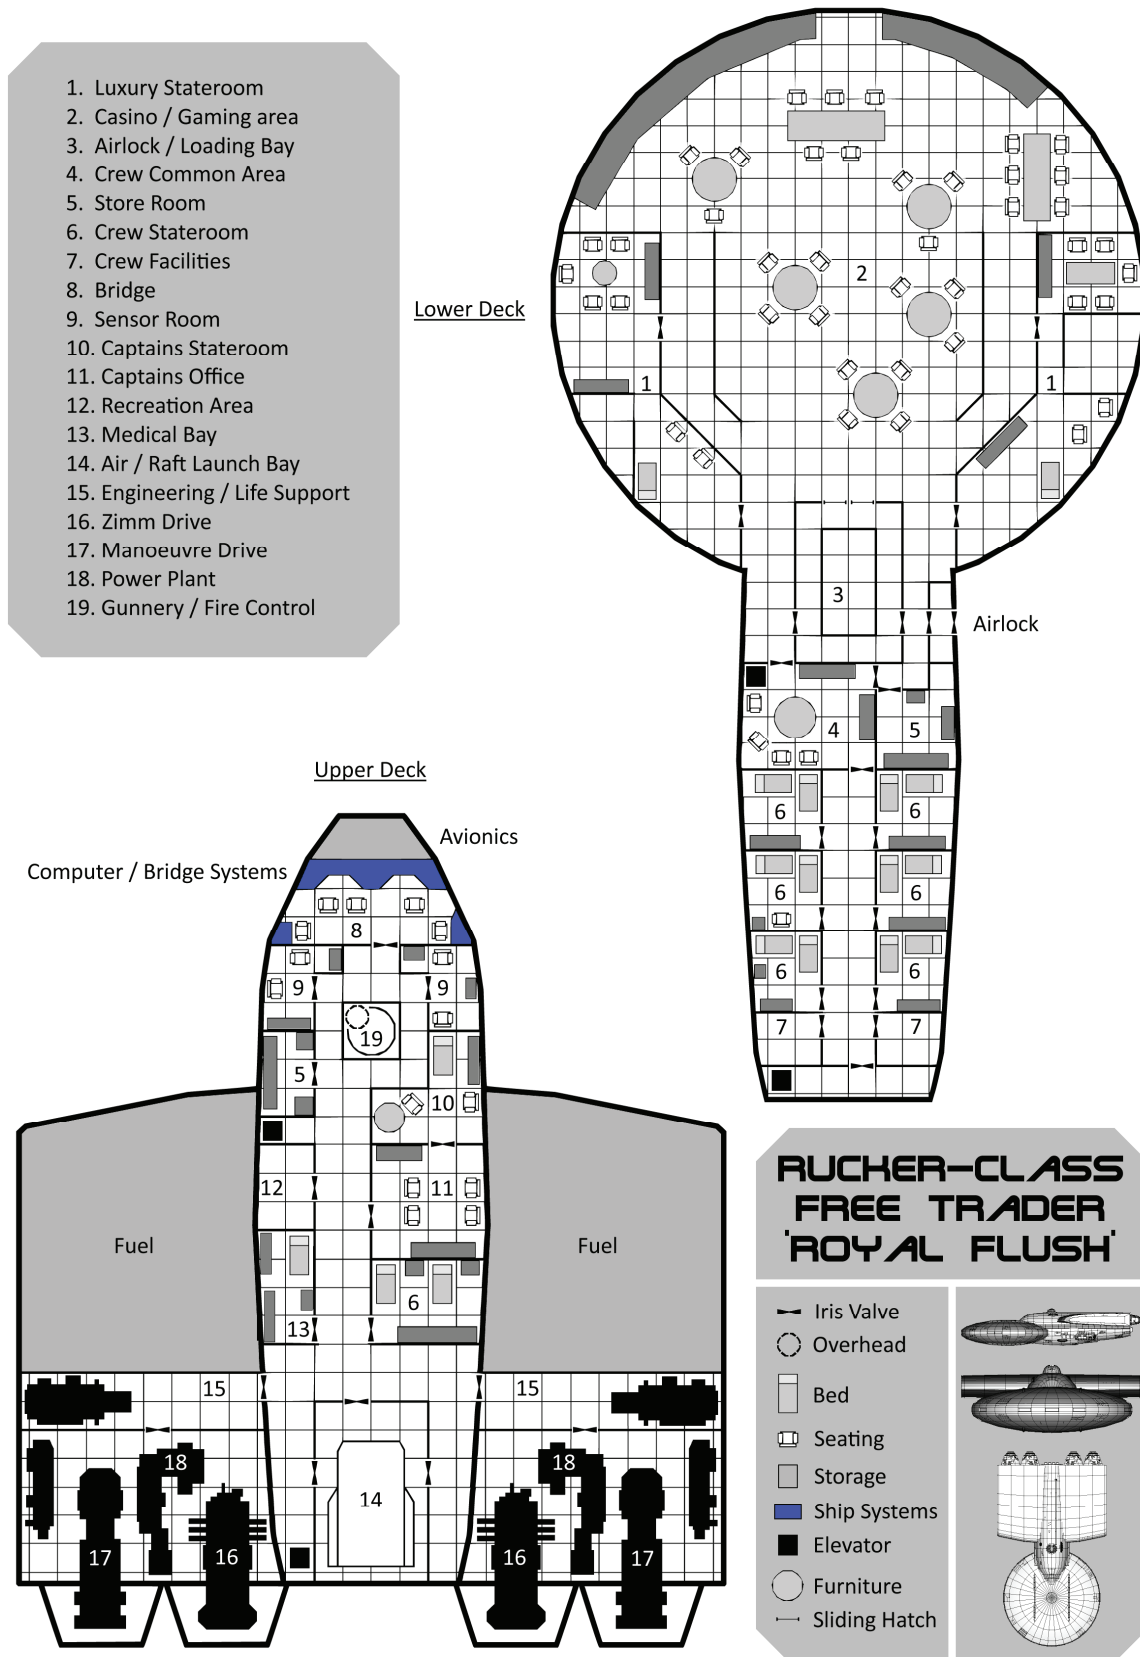 1. Luxury Stateroom
2. Casino / Gaming area
3. Airlock / Loading Bay
4. Crew Common Area
5. Store Room
6. Crew Stateroom
7. Crew Facilities
8. Bridge
9. Sensor Room
10. Captains Stateroom
11. Captains Office
12. Recreation Area
13. Medical Bay
14. Air / Raft Launch Bay
15. Engineering / Life Support
16. Zimm Drive
17. Manoeuvre Drive
18. Power Plant
19. Gunnery / Fire Control
Lower Deck
2
1
1
3
Airlock
4
5
6
6
6
6
6
6
7
7
Upper Deck
Avionics
Computer / Bridge Systems
8
9
9
19
5
10
12
11
Fuel
Fuel
6
13
15
15
18
18
14
17
16
16
17
RUCKER-CLASS
FREE TRADER
'ROYAL FLUSH'
Iris Valve
Overhead
Bed
Seating
Storage
Ship Systems
Elevator
Furniture
Sliding Hatch